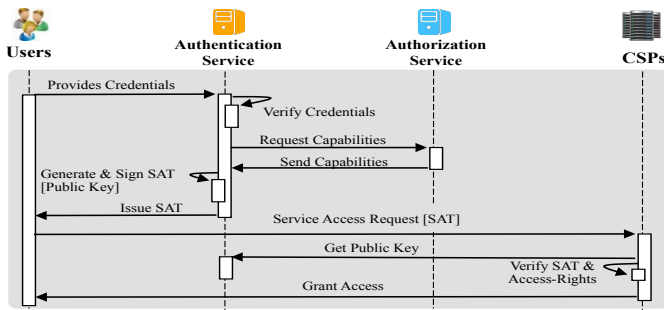 Users
Authentication
Service
Authorization
Service
CSPs
Provides Credentials
Verify Credentials
Request Capabilities
Send Capabilities
Generate & Sign SAT
[Public Key]
Issue SAT
Service Access Request [SAT]
Get Public Key
Verify SAT &
Access-Rights
Grant Access